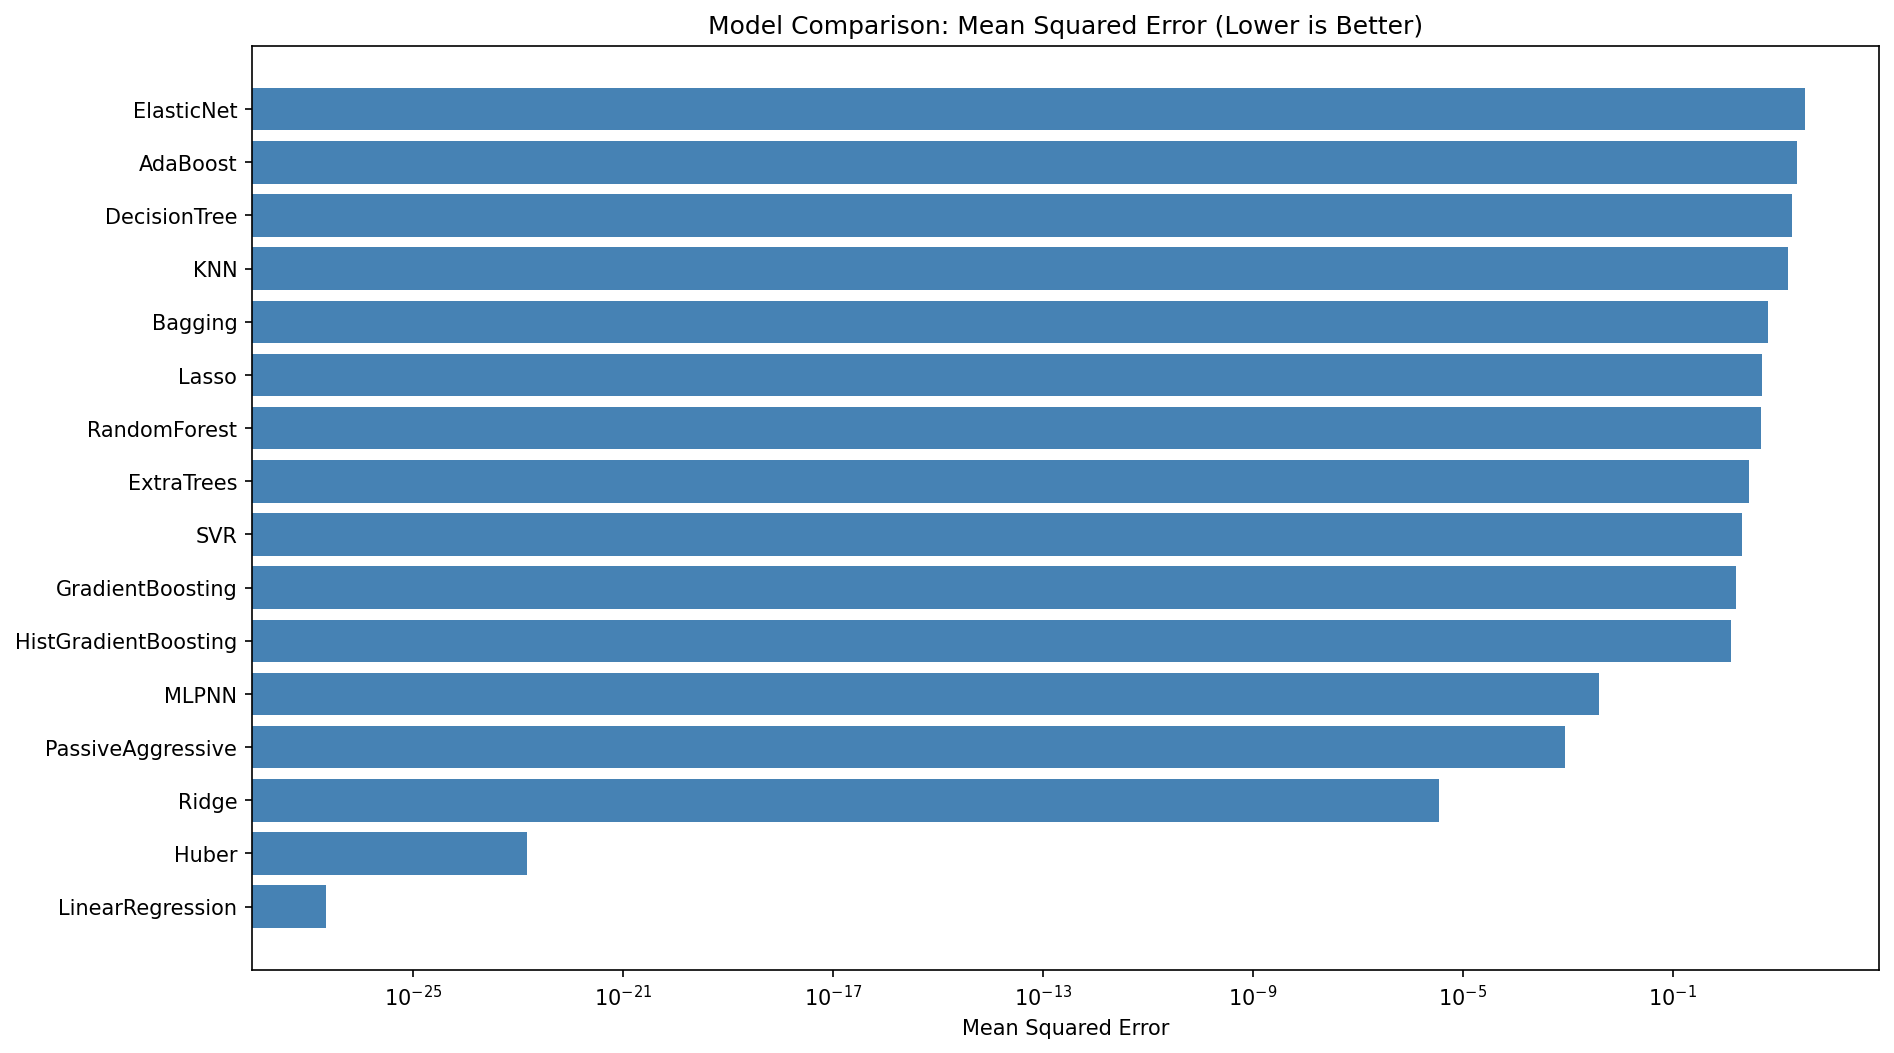 Model Comparison: Mean Squared Error (Lower is Better)
ElasticNet
AdaBoost
DecisionTree
KNN
Bagging
Lasso
RandomForest
ExtraTrees
SVR
GradientBoosting
HistGradientBoosting
MLPNN
PassiveAggressive
Ridge
Huber
LinearRegression
10⁻²⁵ 10⁻²¹ 10⁻¹⁷ 10⁻¹³ 10⁻⁹ 10⁻⁵ 10⁻¹
Mean Squared Error